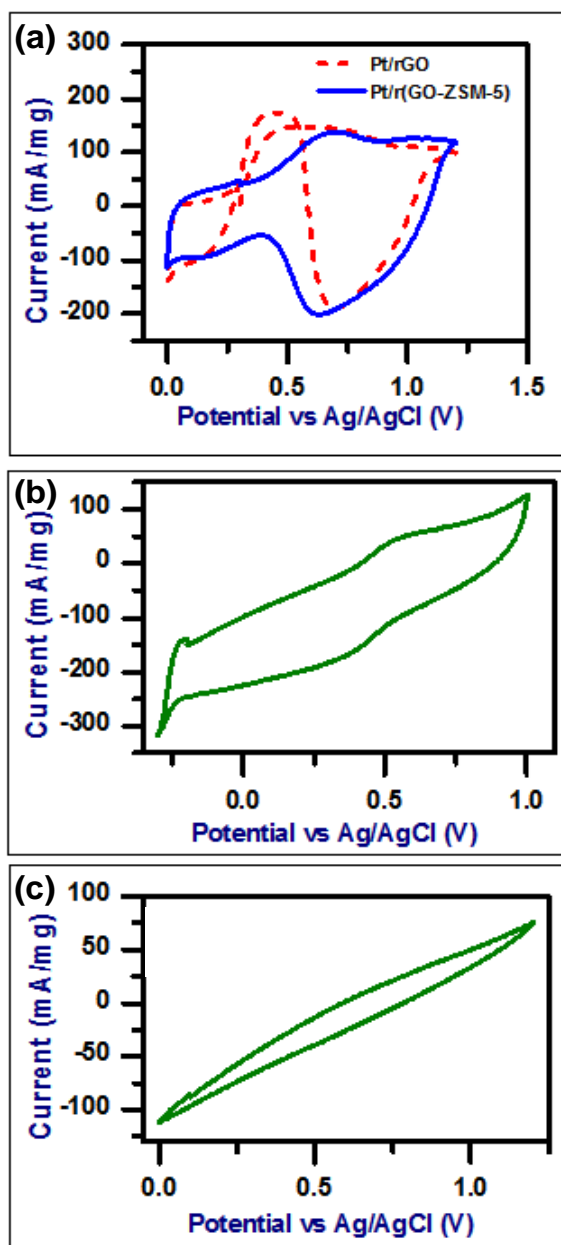 (a)
300
200
100
0
-100
-200
Current (mA/mg)
Pt/rGO
Pt/r(GO-ZSM-5)
0.0 0.5 1.0 1.5
Potential vs Ag/AgCl (V)
(b)
100
0
-100
-200
-300
Current (mA/mg)
0.0 0.5 1.0
Potential vs Ag/AgCl (V)
(c)
100
50
0
-50
-100
Current (mA/mg)
0.0 0.5 1.0
Potential vs Ag/AgCl (V)